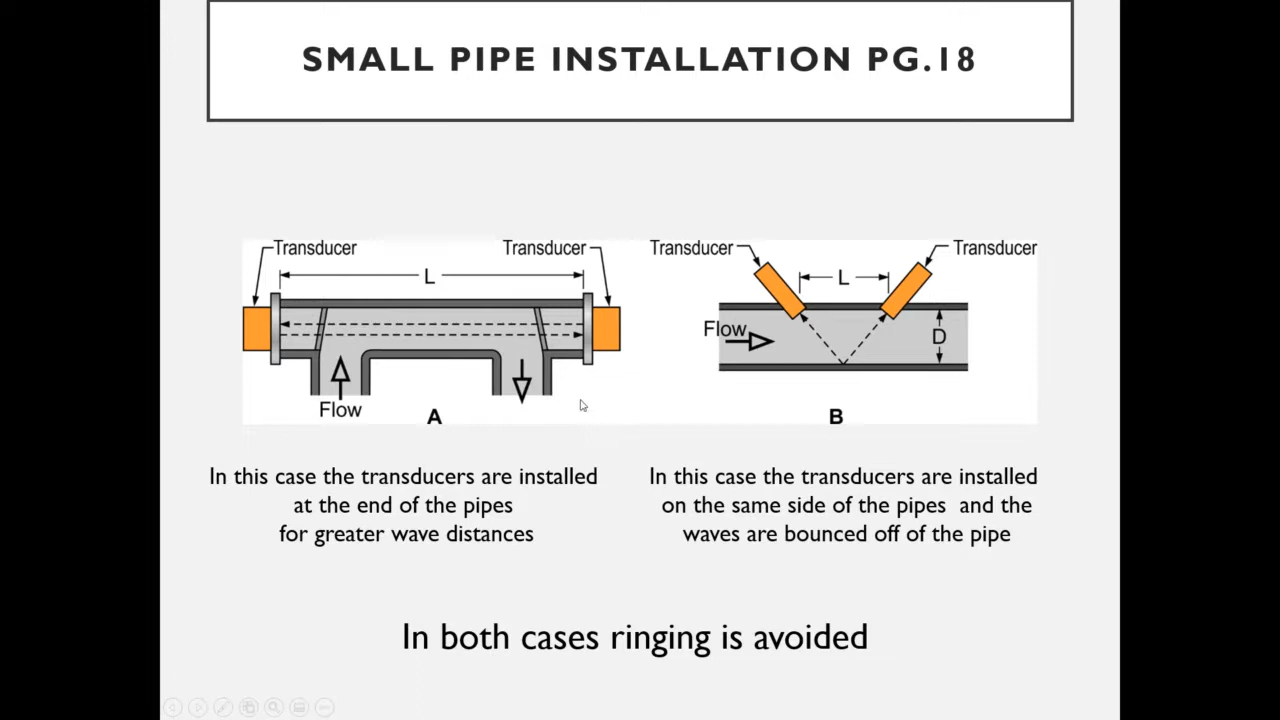 SMALL PIPE INSTALLATION PG.18
Transducer
Transducer
L
Flow
A
Transducer
Transducer
L
Flow
D
B
In this case the transducers are installed
at the end of the pipes
for greater wave distances
In this case the transducers are installed
on the same side of the pipes and the
waves are bounced off of the pipe
In both cases ringing is avoided